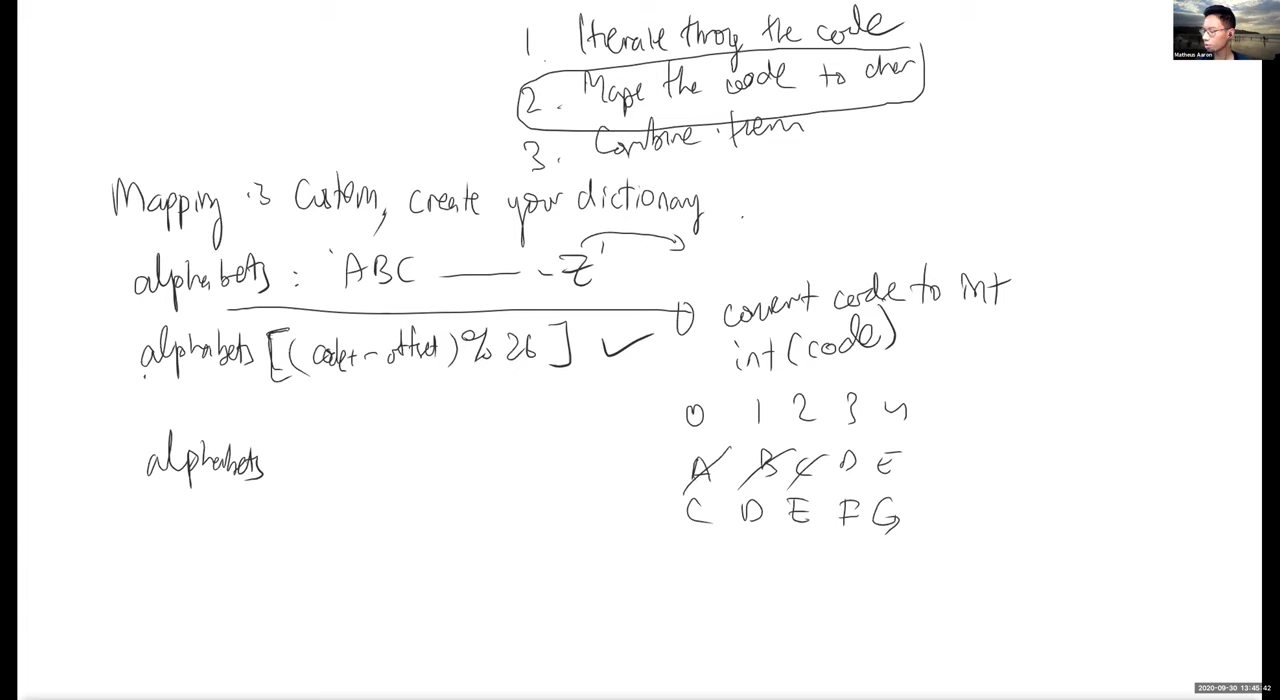 1. Iterate throug the code
2. Mape the code to char
3. Combine them
Matheus Aaron
Mapping is Custom, create your dictionary
alphabets : 'ABC --- - Z'
0 convert code to int
alphabets [(code - offset) % 26]
int (code)
0 1 2 3 4
alphabets
A B C D E
C D E F G
2020-09-30 13:45:42